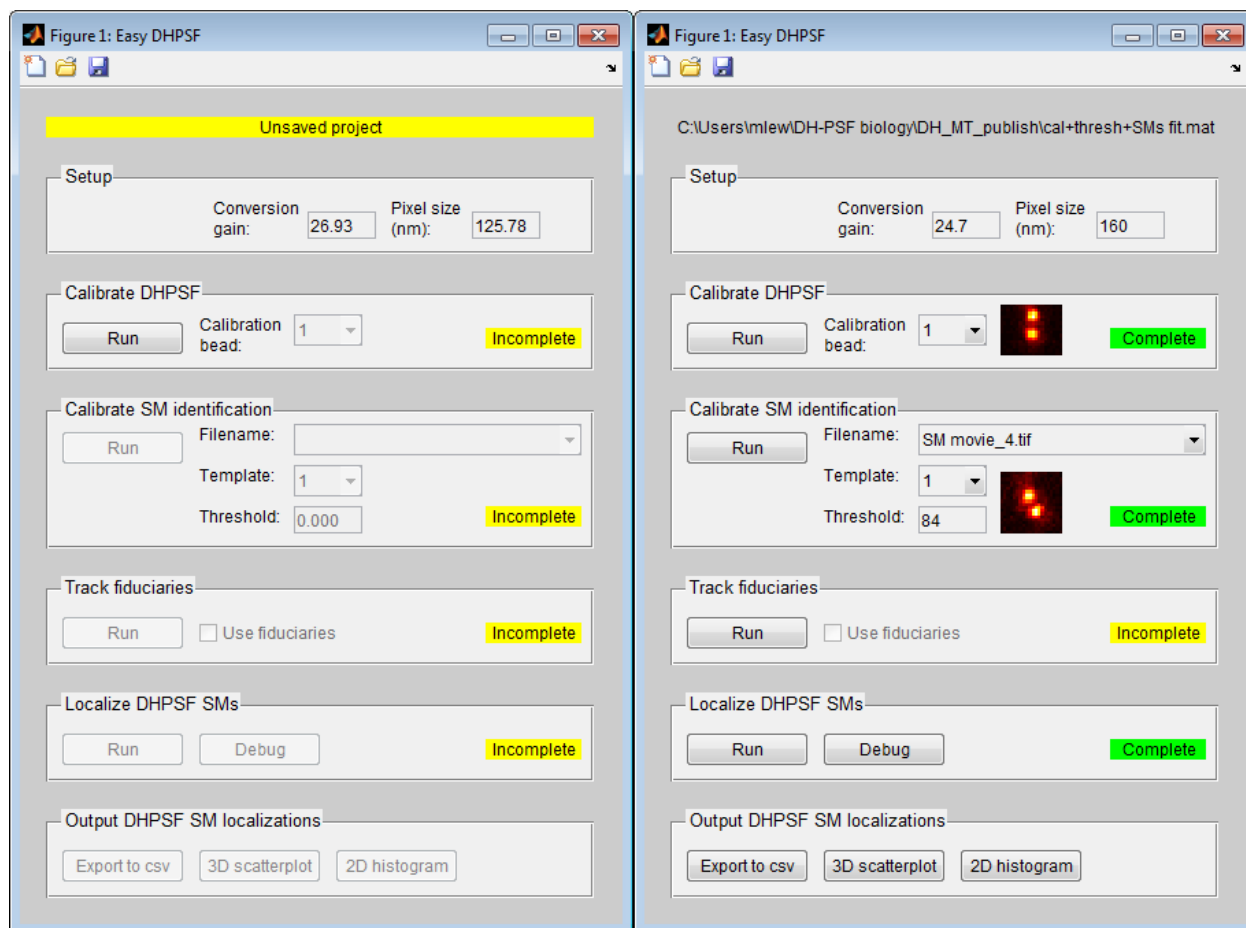 Figure 1: Easy DHPSF
Unsaved project
Setup
Conversion gain: 26.93 Pixel size (nm): 125.78
Calibrate DHPSF
Run Calibration bead: 1 Incomplete
Calibrate SM identification
Run Filename:
Template: 1
Threshold: 0.000 Incomplete
Track fiduciaries
Run Use fiduciaries Incomplete
Localize DHPSF SMs
Run Debug Incomplete
Output DHPSF SM localizations
Export to csv 3D scatterplot 2D histogram
Figure 1: Easy DHPSF
C:\Users\mlew\DH-PSF biology\DH_MT_publish\cal+thresh+SMs fit.mat
Setup
Conversion gain: 24.7 Pixel size (nm): 160
Calibrate DHPSF
Run Calibration bead: 1 Complete
Calibrate SM identification
Run Filename: SM movie_4.tif
Template: 1
Threshold: 84 Complete
Track fiduciaries
Run Use fiduciaries Incomplete
Localize DHPSF SMs
Run Debug Complete
Output DHPSF SM localizations
Export to csv 3D scatterplot 2D histogram